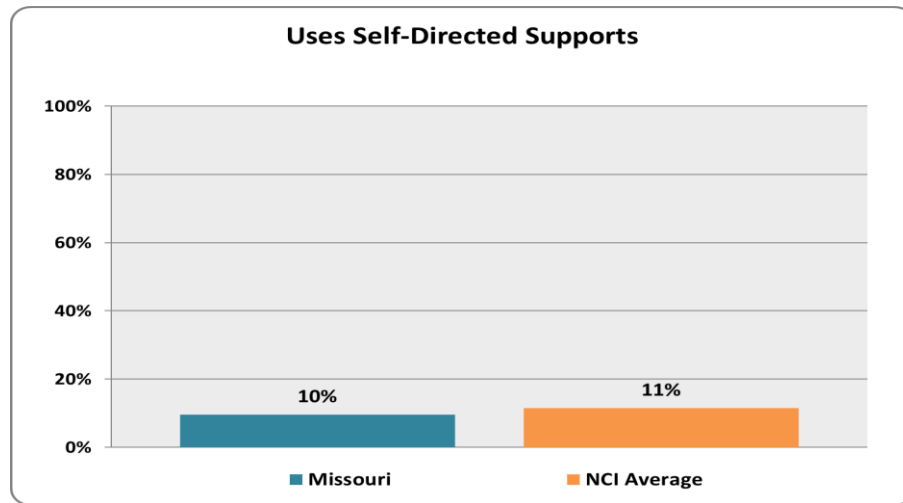 Uses Self-Directed Supports
100%
80%
60%
40%
20%
0%
10%
11%
Missouri
NCI Average